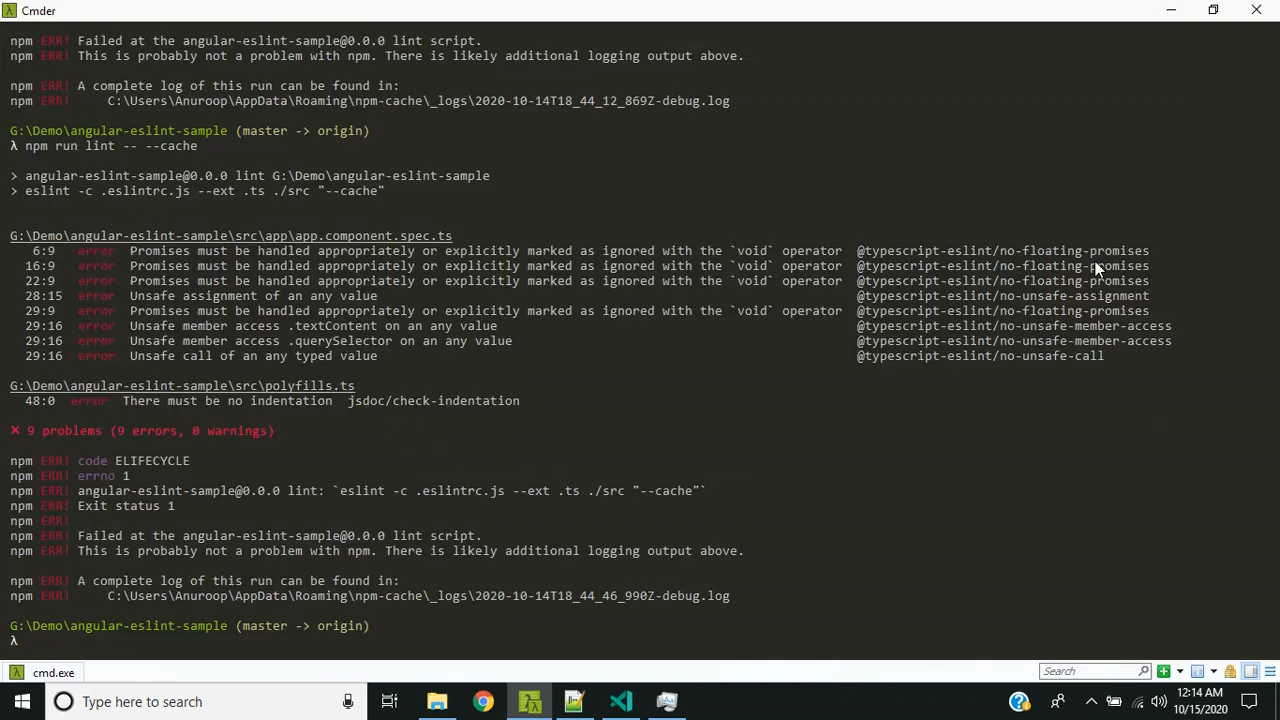 Cmder
npm ERR! Failed at the angular-eslint-sample@0.0.0 lint script.
npm ERR! This is probably not a problem with npm. There is likely additional logging output above.
npm ERR! A complete log of this run can be found in:
npm ERR!     C:\Users\Anuroop\AppData\Roaming\npm-cache\_logs\2020-10-14T18_44_12_869Z-debug.log
G:\Demo\angular-eslint-sample (master -> origin)
λ npm run lint -- --cache
> angular-eslint-sample@0.0.0 lint G:\Demo\angular-eslint-sample
> eslint -c .eslintrc.js --ext .ts ./src "--cache"
G:\Demo\angular-eslint-sample\src\app\app.component.spec.ts
6:9  error  Promises must be handled appropriately or explicitly marked as ignored with the `void` operator  @typescript-eslint/no-floating-promises
16:9  error  Promises must be handled appropriately or explicitly marked as ignored with the `void` operator  @typescript-eslint/no-floating-promises
22:9  error  Promises must be handled appropriately or explicitly marked as ignored with the `void` operator  @typescript-eslint/no-floating-promises
28:15  error  Unsafe assignment of an any value  @typescript-eslint/no-unsafe-assignment
29:9  error  Promises must be handled appropriately or explicitly marked as ignored with the `void` operator  @typescript-eslint/no-floating-promises
29:16  error  Unsafe member access .textContent on an any value  @typescript-eslint/no-unsafe-member-access
29:16  error  Unsafe member access .querySelector on an any value  @typescript-eslint/no-unsafe-member-access
29:16  error  Unsafe call of an any typed value  @typescript-eslint/no-unsafe-call
G:\Demo\angular-eslint-sample\src\polyfills.ts
48:0  error  There must be no indentation  jsdoc/check-indentation
✕ 9 problems (9 errors, 0 warnings)
npm ERR! code ELIFECYCLE
npm ERR! errno 1
npm ERR! angular-eslint-sample@0.0.0 lint: `eslint -c .eslintrc.js --ext .ts ./src "--cache"`
npm ERR! Exit status 1
npm ERR!
npm ERR! Failed at the angular-eslint-sample@0.0.0 lint script.
npm ERR! This is probably not a problem with npm. There is likely additional logging output above.
npm ERR! A complete log of this run can be found in:
npm ERR!     C:\Users\Anuroop\AppData\Roaming\npm-cache\_logs\2020-10-14T18_44_46_990Z-debug.log
G:\Demo\angular-eslint-sample (master -> origin)
λ
cmd.exe
Search
Type here to search
12:14 AM
10/15/2020